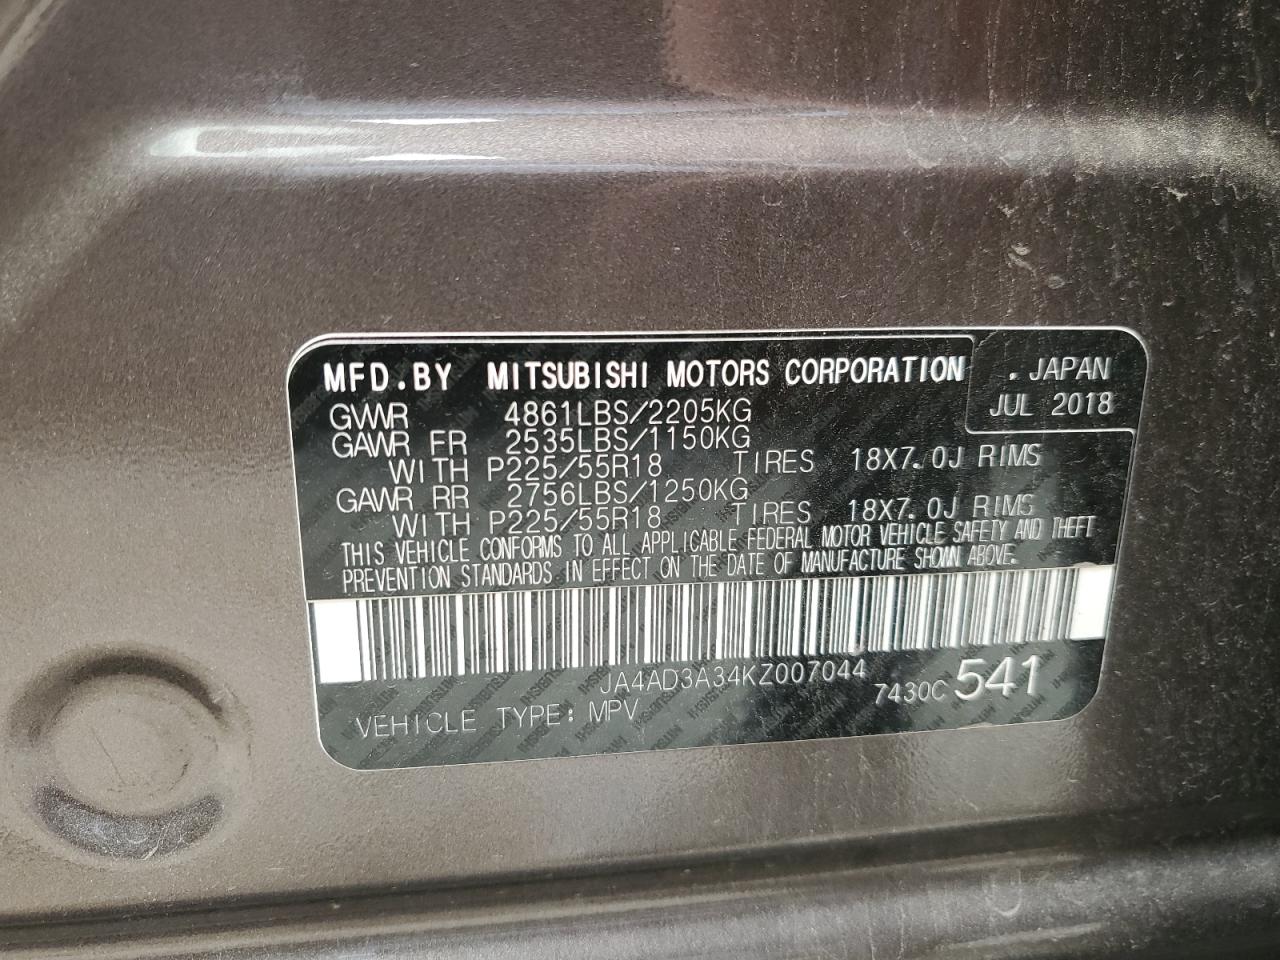 MFD.BY MITSUBISHI MOTORS CORPORATION
. JAPAN
JUL 2018
GVWR 4861LBS/2205KG
GAWR FR 2535LBS/1150KG
WITH P225/55R18 TIRES 18X7.0J RIMS
GAWR RR 2756LBS/1250KG
WITH P225/55R18 TIRES 18X7.0J RIMS
THIS VEHICLE CONFORMS TO ALL APPLICABLE FEDERAL MOTOR VEHICLE SAFETY AND THEFT
PREVENTION STANDARDS IN EFFECT ON THE DATE OF MANUFACTURE SHOWN ABOVE.
JA4AD3A34KZ007044
7430C 541
VEHICLE TYPE: MPV